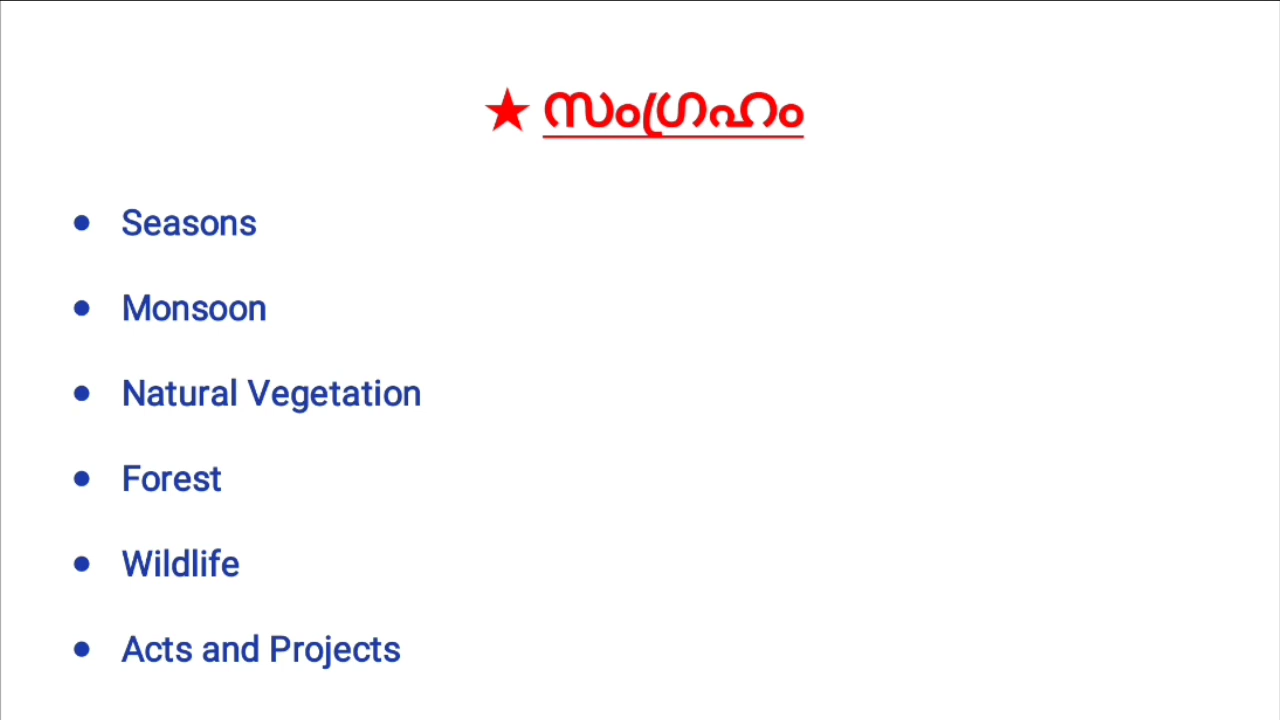 ★ സംഗ്രഹം
● Seasons
● Monsoon
● Natural Vegetation
● Forest
● Wildlife
● Acts and Projects